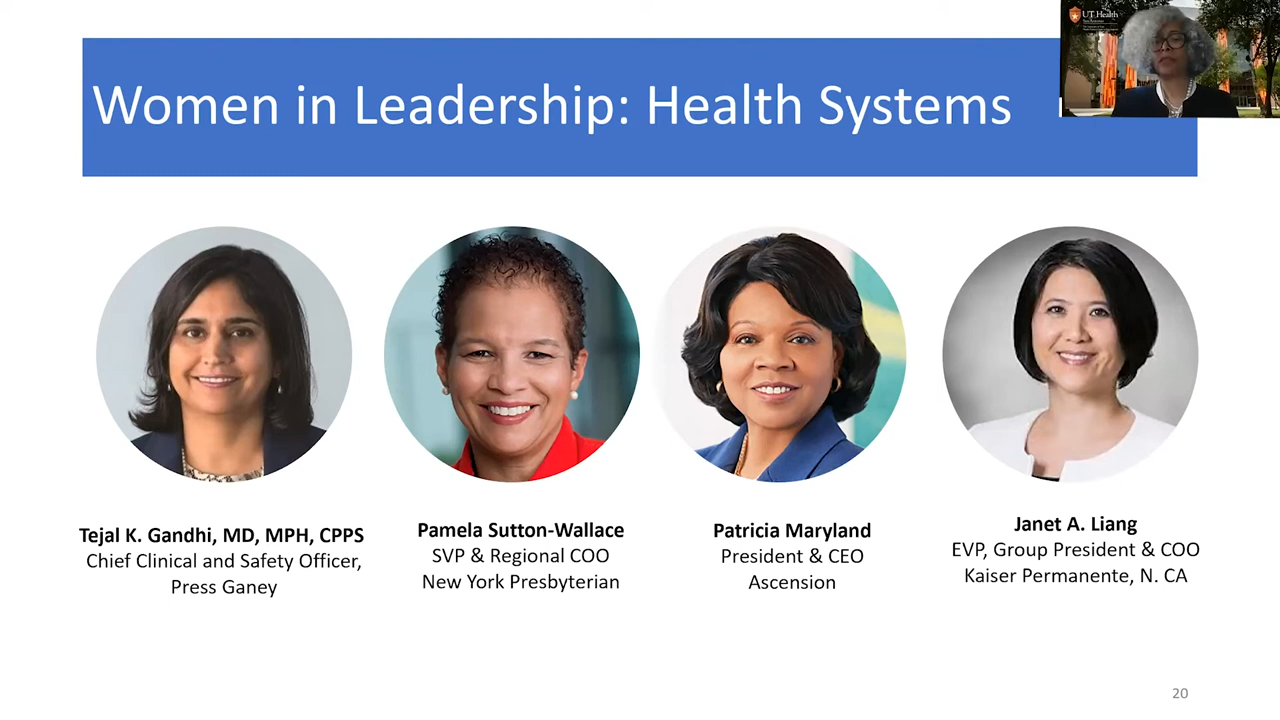 UT Health
San Antonio
Women in Leadership: Health Systems
Tejal K. Gandhi, MD, MPH, CPPS
Chief Clinical and Safety Officer,
Press Ganey
Pamela Sutton-Wallace
SVP & Regional COO
New York Presbyterian
Patricia Maryland
President & CEO
Ascension
Janet A. Liang
EVP, Group President & COO
Kaiser Permanente, N. CA
20